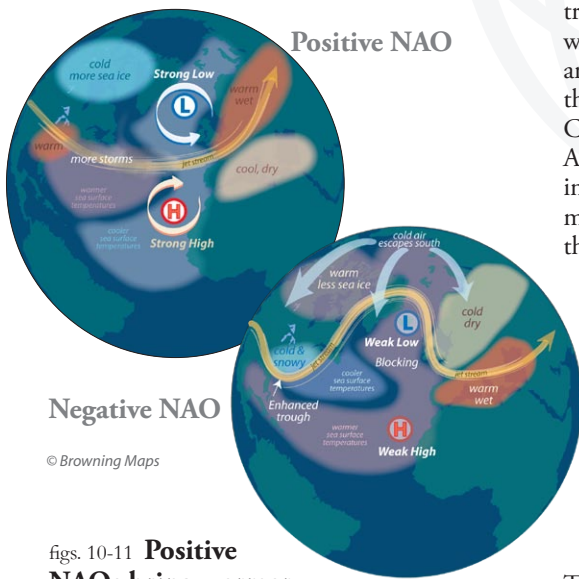 Positive NAO
cold
more sea ice
Strong Low
L
warm
wet
warm
more storms
jet stream
cool, dry
warmer
sea surface
temperatures
H
cooler
sea surface
temperatures
Strong High
cold air
escapes south
warm
less sea ice
cold
dry
L
Weak Low
Blocking
cold &
snowy
jet stream
cooler
sea surface
temperatures
jet stream
warm
wet
Enhanced
trough
warmer
sea surface
temperatures
H
Weak High
Negative NAO
© Browning Maps
figs. 10-11 Positive